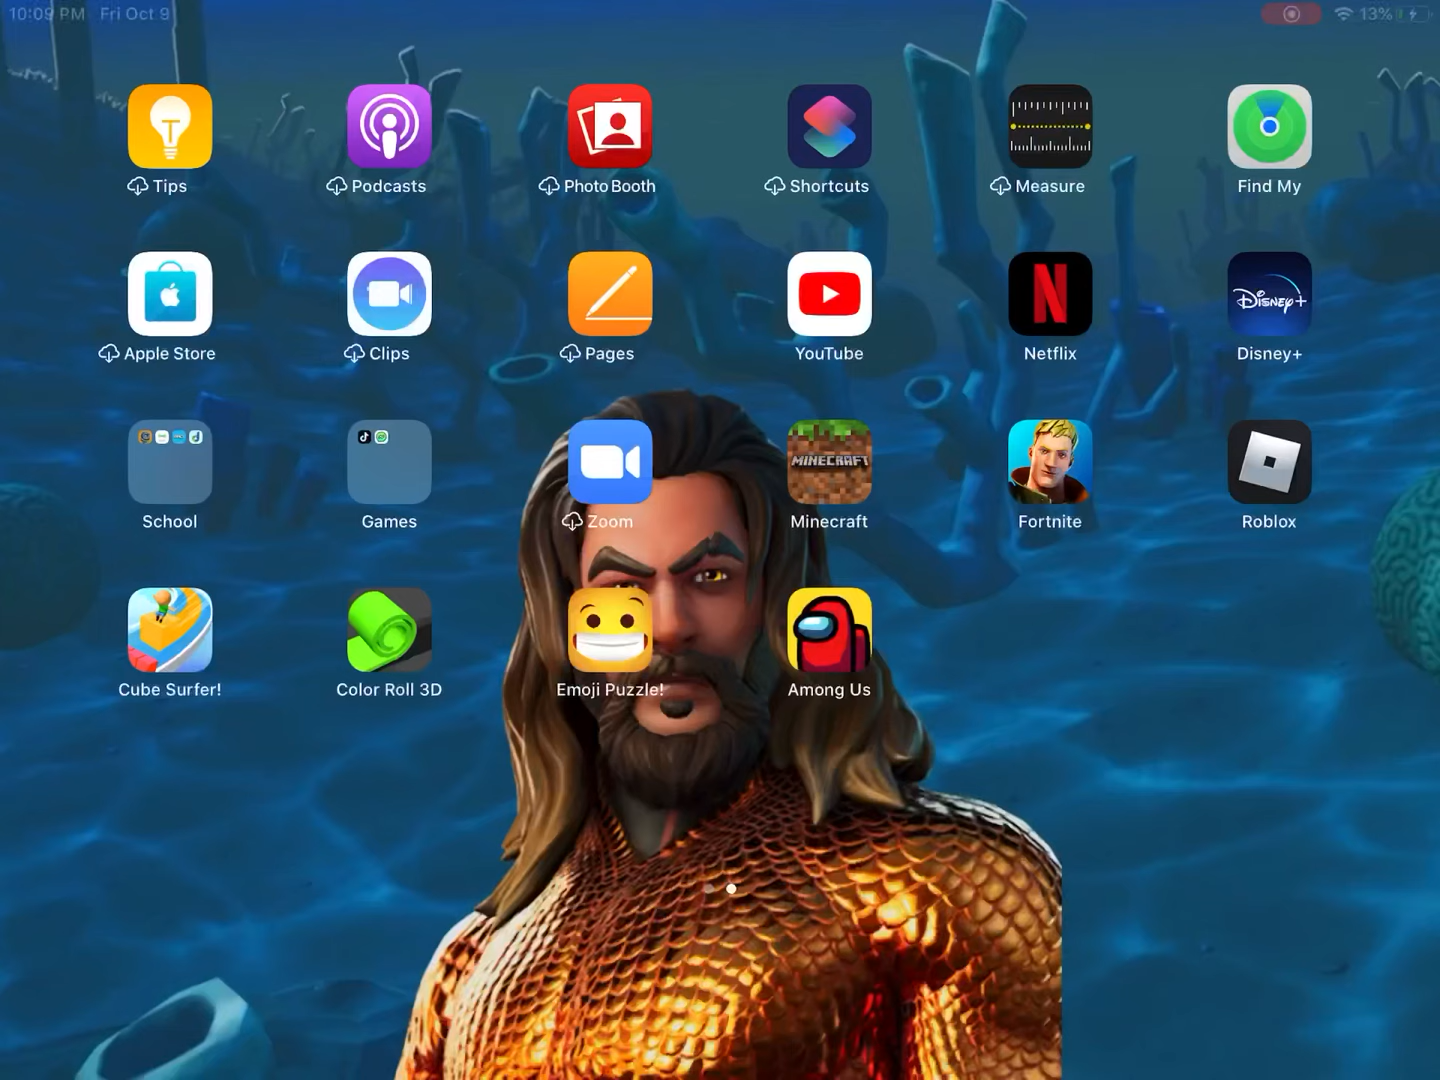 10:09 PM Fri Oct 9
13%
Tips
Podcasts
Photo Booth
Shortcuts
Measure
Find My
Disney+
Apple Store
Clips
Pages
YouTube
Netflix
Disney+
MINECRAFT
School
Games
Zoom
Minecraft
Fortnite
Roblox
Cube Surfer!
Color Roll 3D
Emoji Puzzle!
Among Us